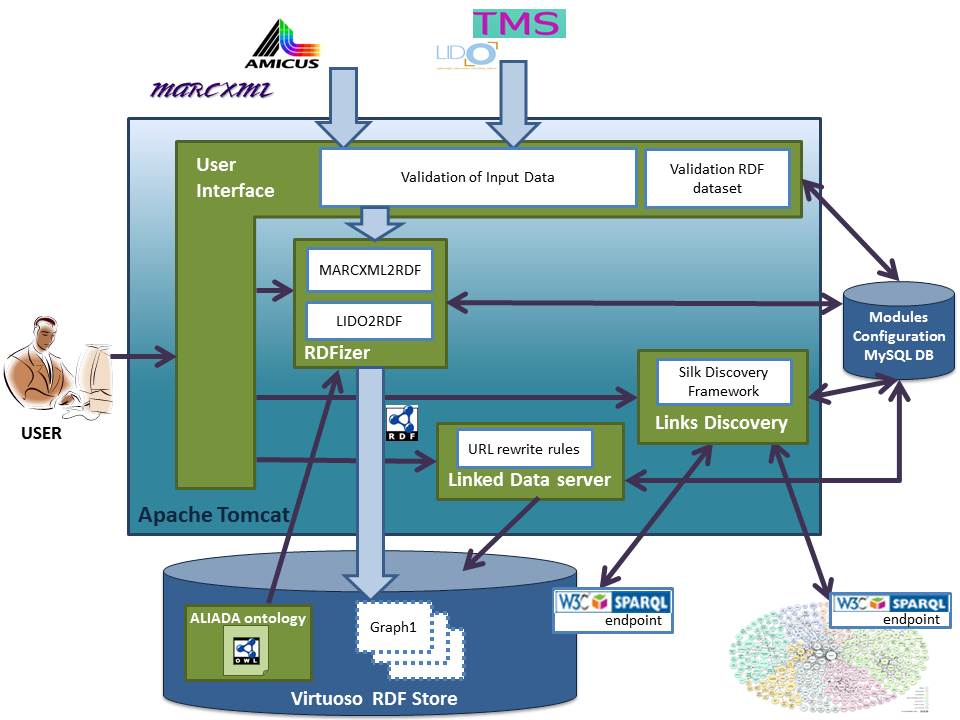 TMS
AMICUS
LIDO
MARCXML
User
Interface
Validation of Input Data
Validation RDF
dataset
MARCXML2RDF
LIDO2RDF
RDFizer
Modules
Configuration
MySQL DB
USER
Silk Discovery
Framework
Links Discovery
RDF
URL rewrite rules
Linked Data server
Apache Tomcat
ALIADA ontology
OWL
Graph1
Virtuoso RDF Store
W3C SPARQL
endpoint
W3C SPARQL
endpoint